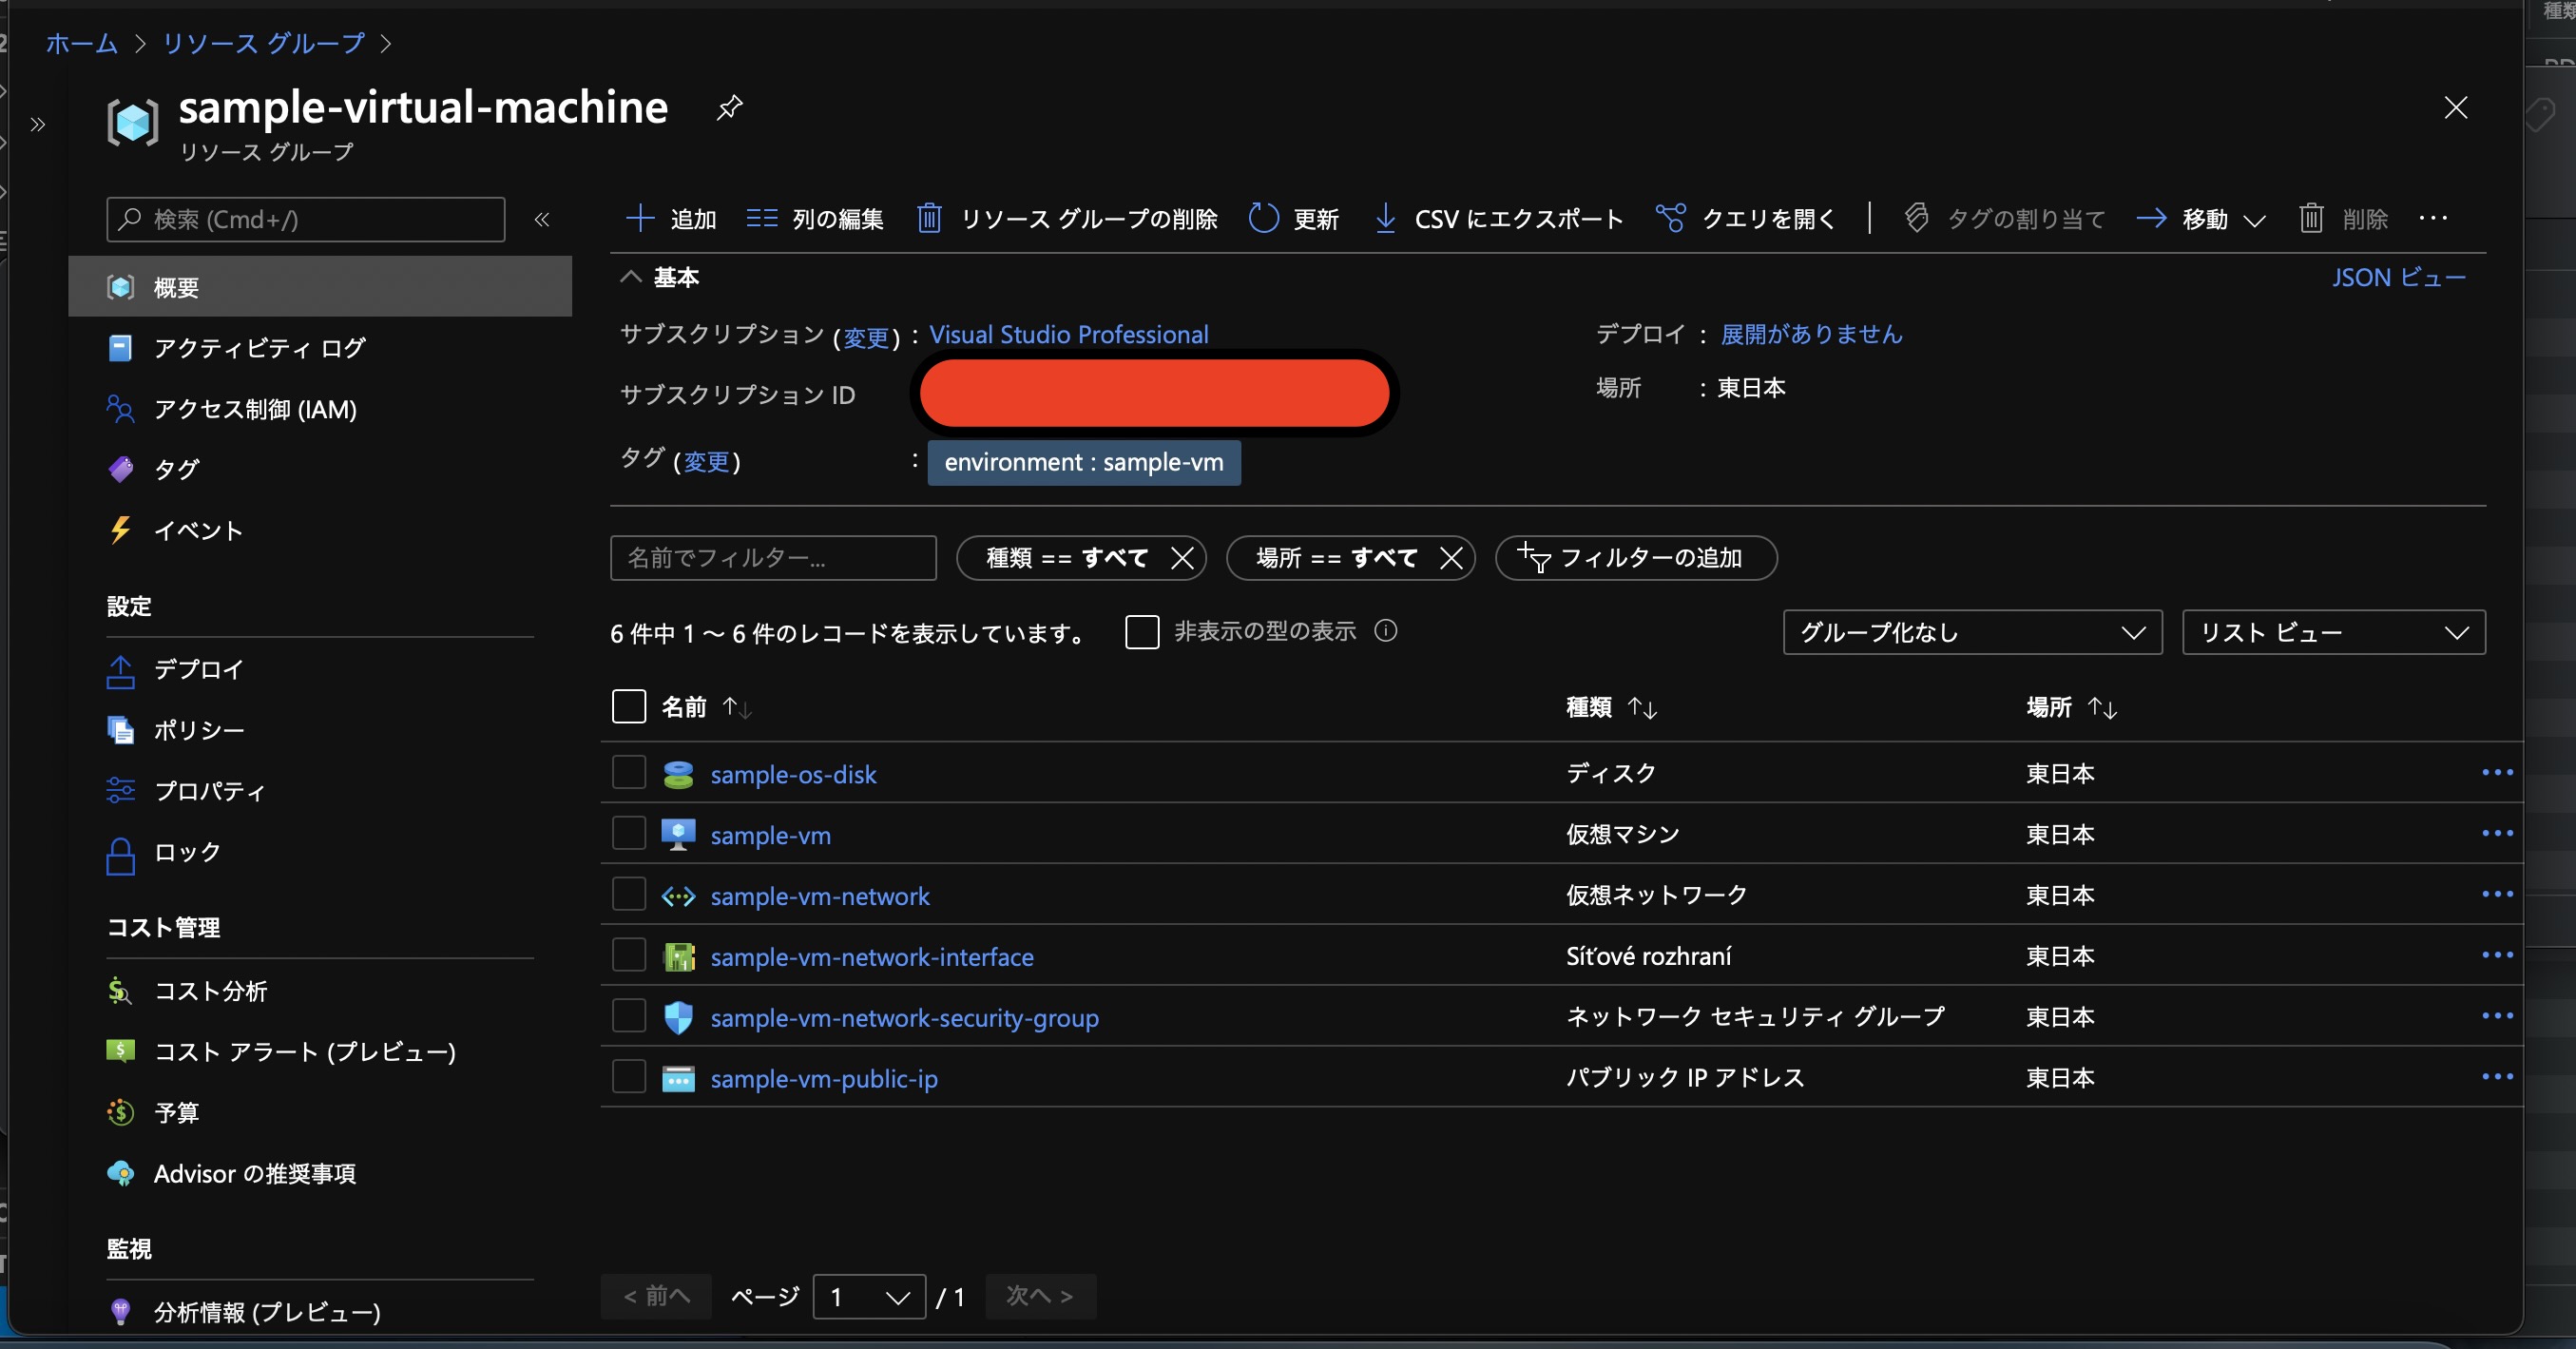 ホーム > リソース グループ >
sample-virtual-machine
リソース グループ
検索 (Cmd+/)
概要
アクティビティ ログ
アクセス制御 (IAM)
タグ
イベント
設定
デプロイ
ポリシー
プロパティ
ロック
コスト管理
コスト分析
コスト アラート (プレビュー)
予算
Advisor の推奨事項
監視
分析情報 (プレビュー)
追加 列の編集 リソース グループの削除 更新 CSV にエクスポート クエリを開く | タグの割り当て 移動 削除 ...
基本 JSON ビュー
サブスクリプション (変更) : Visual Studio Professional デプロイ : 展開がありません
サブスクリプション ID 場所 : 東日本
タグ (変更) : environment : sample-vm
名前でフィルター... 種類 == すべて 場所 == すべて フィルターの追加
6 件中 1 ～ 6 件のレコードを表示しています。 非表示の型の表示 グループ化なし リスト ビュー
名前 ↑↓ 種類 ↑↓ 場所 ↑↓
sample-os-disk ディスク 東日本 ...
sample-vm 仮想マシン 東日本 ...
sample-vm-network 仮想ネットワーク 東日本 ...
sample-vm-network-interface Síťové rozhraní 東日本 ...
sample-vm-network-security-group ネットワーク セキュリティ グループ 東日本 ...
sample-vm-public-ip パブリック IP アドレス 東日本 ...
< 前へ ページ 1 / 1 次へ >
種類